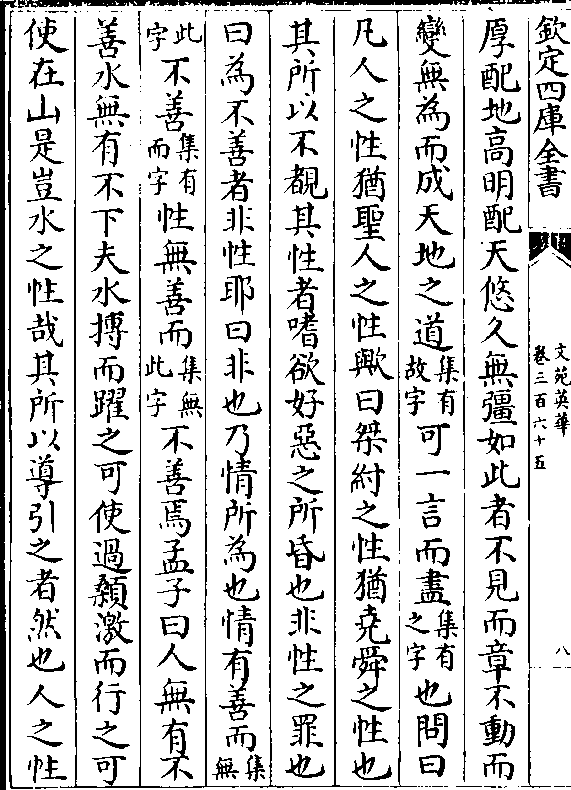 欽定四庫全書
文苑英華
卷三百六十五
八
厚配地高明配天悠久無彊如此者不見而章不動而
變無為而成天地之道集有故字可一言而盡集有之字也問曰
凡人之性猶聖人之性歟曰桀紂之性猶堯舜之性也
其所以不覩其性者嗜欲好惡之所昏也非性之罪也
曰為不善者非性耶曰非也乃情所為也情有善而集無
此字不善集有而字性無善而集無此字不善焉孟子曰人無有不
善水無有不下夫水搏而躍之可使過顙激而行之可
使在山是豈水之性哉其所以導引之者然也人之性